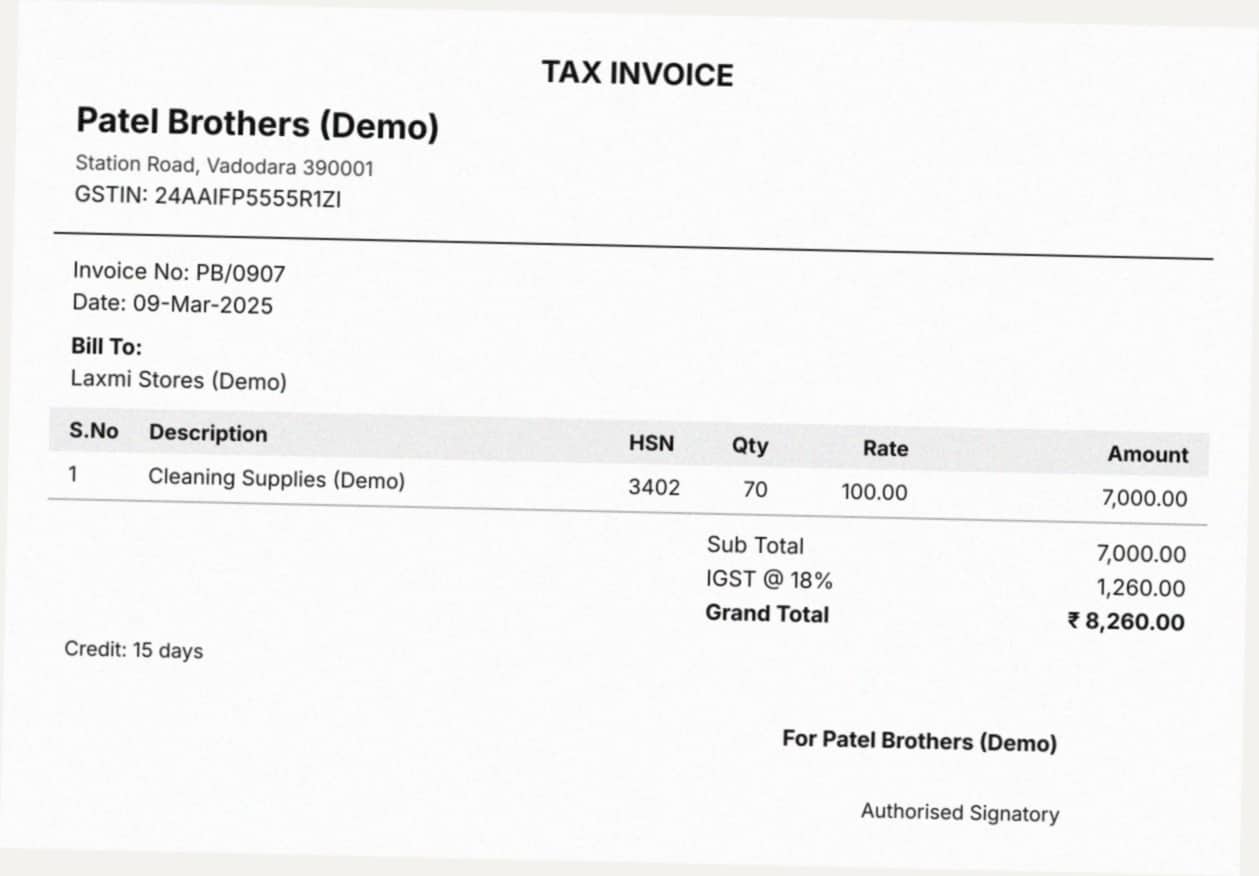 TAX INVOICE
Patel Brothers (Demo)
Station Road, Vadodara 390001
GSTIN: 24AAIFP5555R1ZI
Invoice No: PB/0907
Date: 09-Mar-2025
Bill To:
Laxmi Stores (Demo)
S.No Description HSN Qty Rate Amount
1 Cleaning Supplies (Demo) 3402 70 100.00 7,000.00
Sub Total 7,000.00
IGST @ 18% 1,260.00
Grand Total ₹ 8,260.00
Credit: 15 days
For Patel Brothers (Demo)
Authorised Signatory